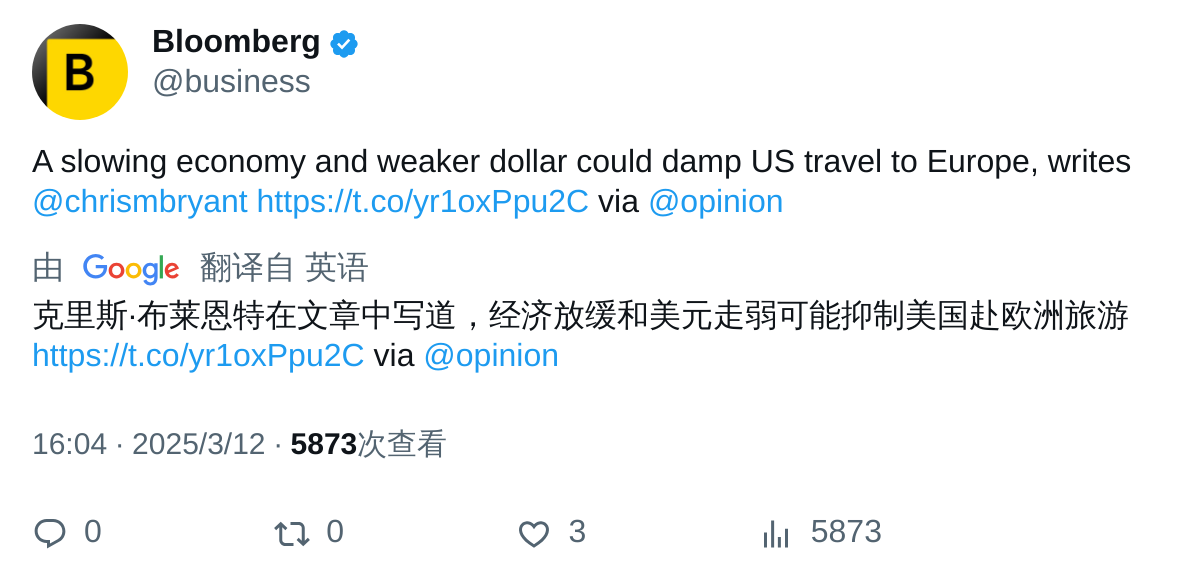 B
Bloomberg
@business
A slowing economy and weaker dollar could damp US travel to Europe, writes
@chrismbryant https://t.co/yr1oxPpu2C via @opinion
由 Google 翻译自 英语
克里斯·布莱恩特在文章中写道，经济放缓和美元走弱可能抑制美国赴欧洲旅游
https://t.co/yr1oxPpu2C via @opinion
16:04 · 2025/3/12 · 5873次查看
0 0 3 5873